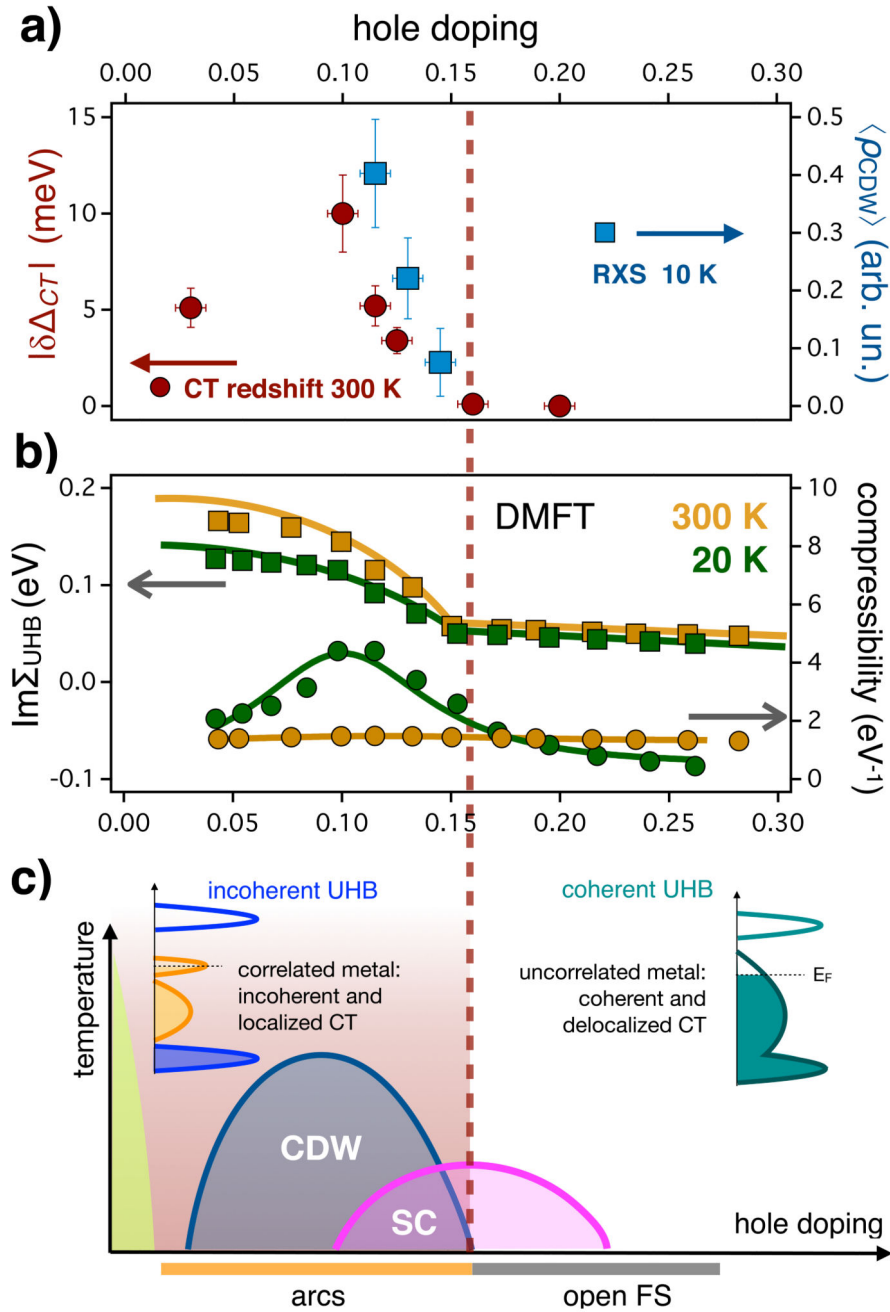 a)
hole doping
0.00 0.05 0.10 0.15 0.20 0.25 0.30
15
10
5
0
|δΔCT| (meV)
0.5
0.4
0.3
0.2
0.1
0.0
⟨ρCDW⟩ (arb. un.)
RXS 10 K
CT redshift 300 K
b)
0.2
0.1
0.0
-0.1
ImΣUHB (eV)
DMFT
300 K
20 K
10
8
6
4
2
0
compressibility (eV-1)
0.00 0.05 0.10 0.15 0.20 0.25 0.30
c)
temperature
incoherent UHB
correlated metal:
incoherent and
localized CT
coherent UHB
uncorrelated metal:
coherent and
delocalized CT
EF
CDW
SC
hole doping
arcs
open FS